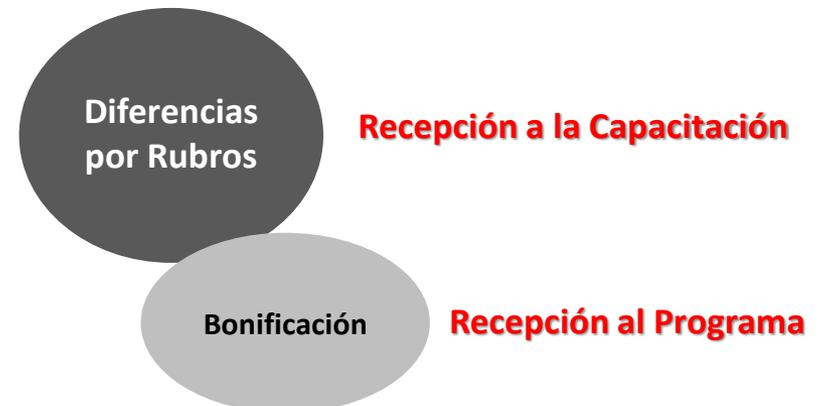 Diferencias
por Rubros
Recepción a la Capacitación
Bonificación
Recepción al Programa